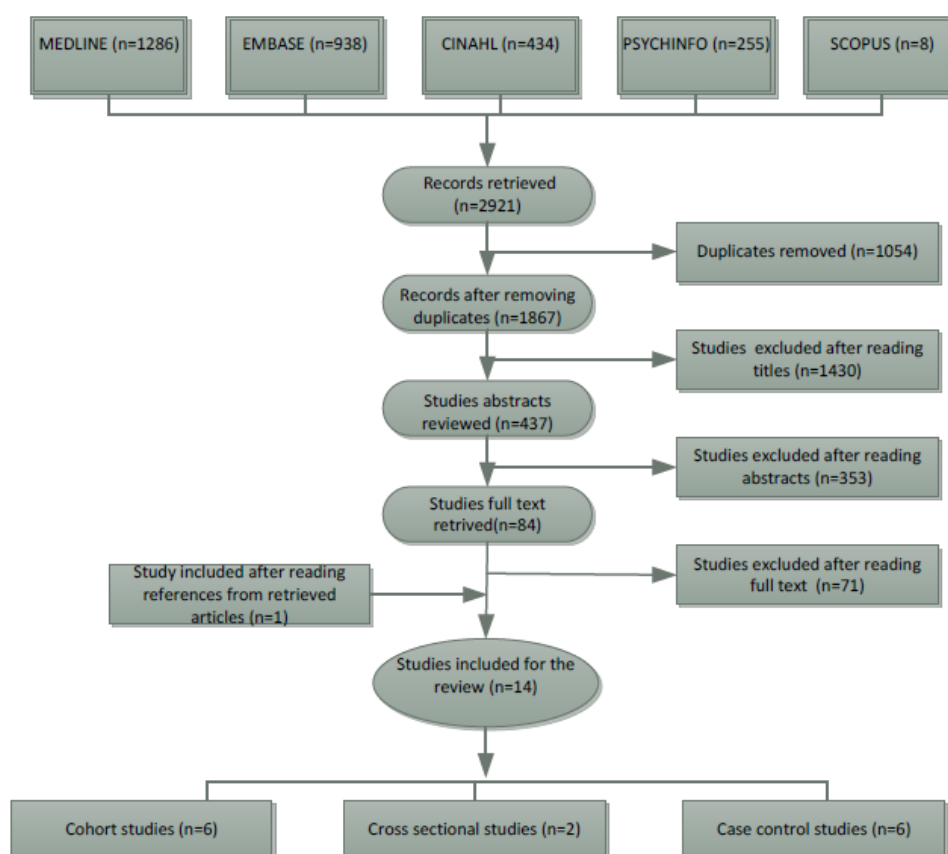 MEDLINE (n=1286)
EMBASE (n=938)
CINAHL (n=434)
PSYCHINFO (n=255)
SCOPUS (n=8)
Records retrieved
(n=2921)
Duplicates removed (n=1054)
Records after removing
duplicates (n=1867)
Studies excluded after reading
titles (n=1430)
Studies abstracts
reviewed (n=437)
Studies excluded after reading
abstracts (n=353)
Studies full text
retrived(n=84)
Studies excluded after reading
full text (n=71)
Study included after reading
references from retrieved
articles (n=1)
Studies included for the
review (n=14)
Cohort studies (n=6)
Cross sectional studies (n=2)
Case control studies (n=6)